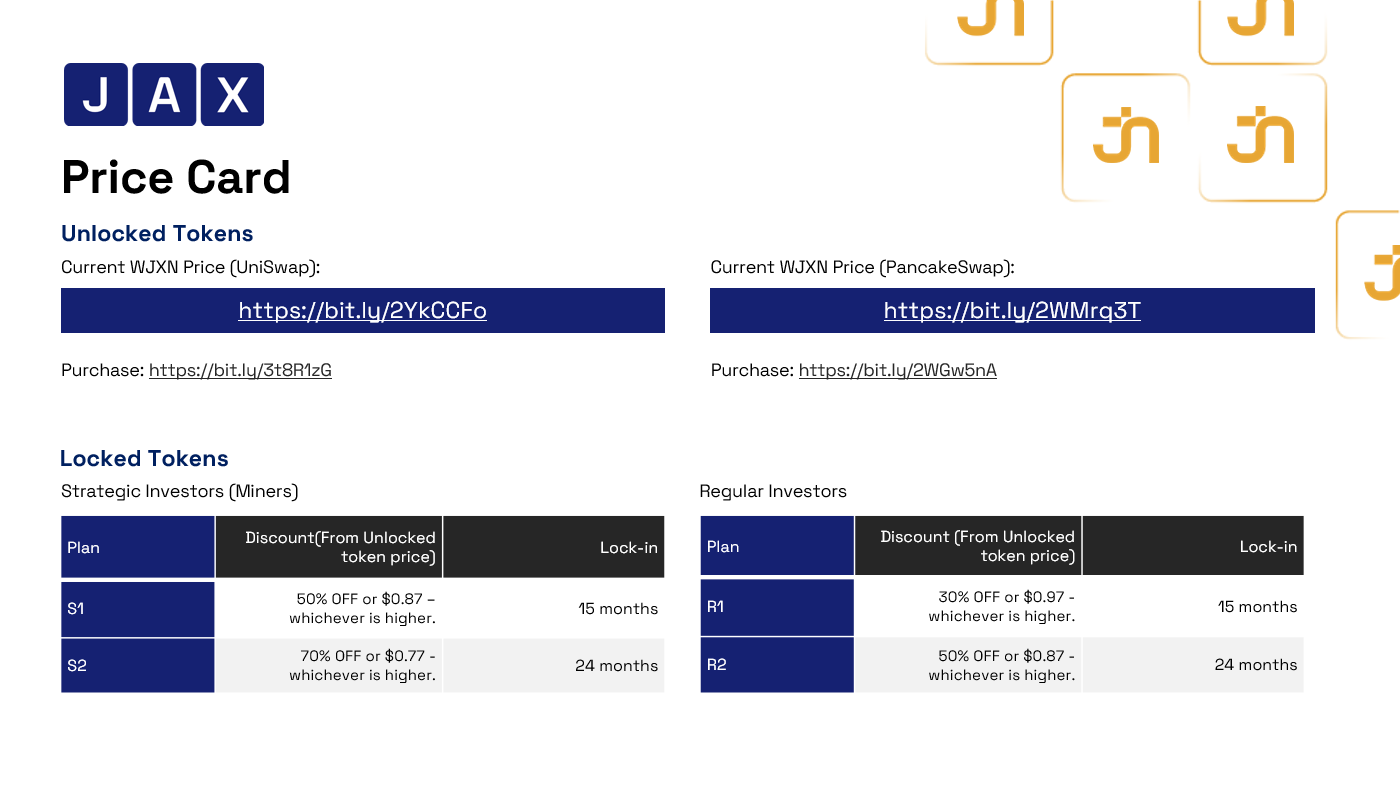 JAX
Price Card
Unlocked Tokens
Current WJXN Price (UniSwap):
https://bit.ly/2YkCCFo
Purchase: https://bit.ly/3t8R1zG
Current WJXN Price (PancakeSwap):
https://bit.ly/2WMrq3T
Purchase: https://bit.ly/2WGw5nA
Locked Tokens
Strategic Investors (Miners)
Plan
Discount(From Unlocked
token price)
Lock-in
S1
50% OFF or $0.87 –
whichever is higher.
15 months
S2
70% OFF or $0.77 -
whichever is higher.
24 months
Regular Investors
Plan
Discount (From Unlocked
token price)
Lock-in
R1
30% OFF or $0.97 -
whichever is higher.
15 months
R2
50% OFF or $0.87 -
whichever is higher.
24 months